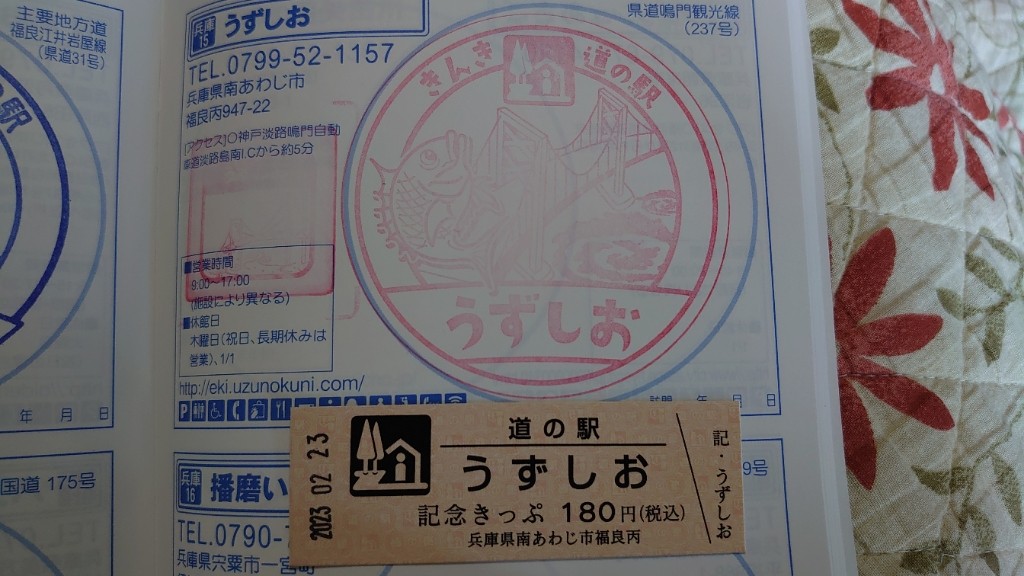 主要地方道
福良江井岩屋線
(県道31号)
駅
年 月 日
国道 175号
兵庫
15
うずしお
県道鳴門観光線
(237号)
TEL.0799-52-1157
兵庫県南あわじ市
福良丙947-22
[アクセス]○神戸淡路鳴門自動
車道淡路島南I.Cから約5分
■営業時間
9:00~17:00
(施設により異なる)
■休館日
木曜日(祝日、長期休みは
営業)、1/1
http://eki.uzunokuni.com/
きんき 道の駅
うずしお
年 月 日
2023 02 23
道の駅
うずしお
記念きっぷ 180円(税込)
兵庫県南あわじ市福良丙
記・うずしお
兵庫
16
播磨い
9号
TEL.0790-
兵庫県宍粟市一宮町